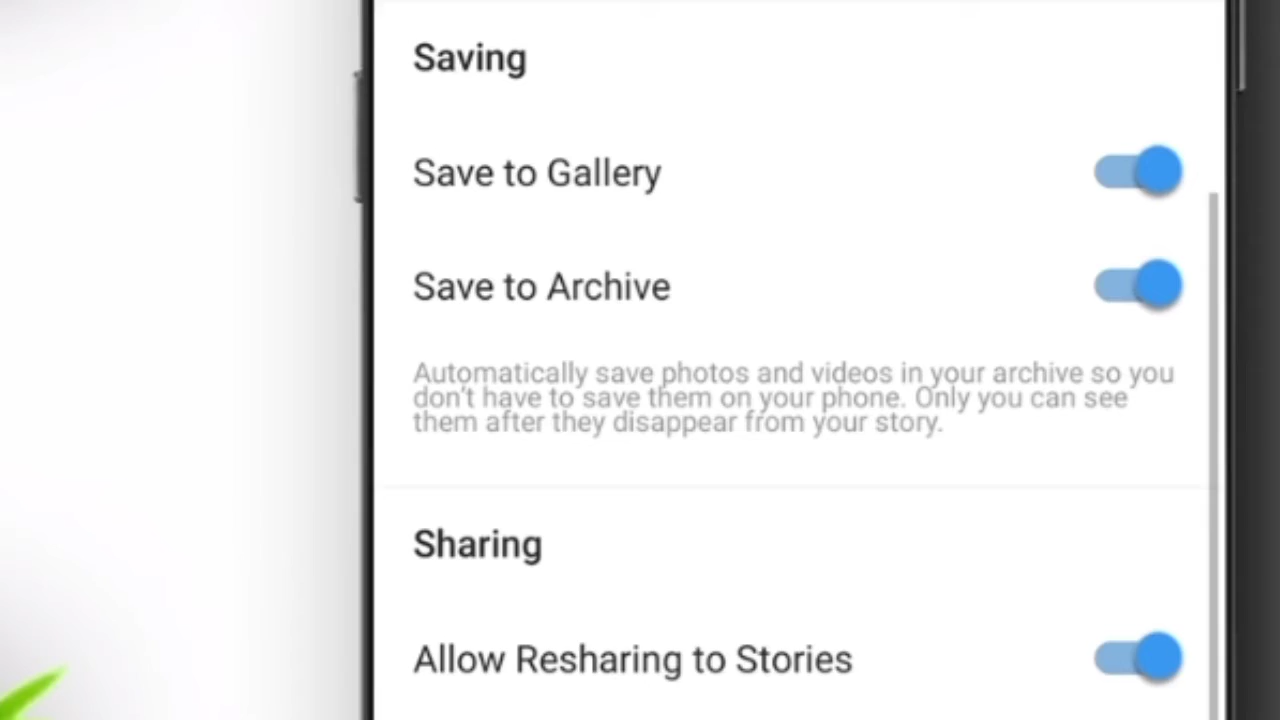 Saving
Save to Gallery
Save to Archive
Automatically save photos and videos in your archive so you
don't have to save them on your phone. Only you can see
them after they disappear from your story.
Sharing
Allow Resharing to Stories